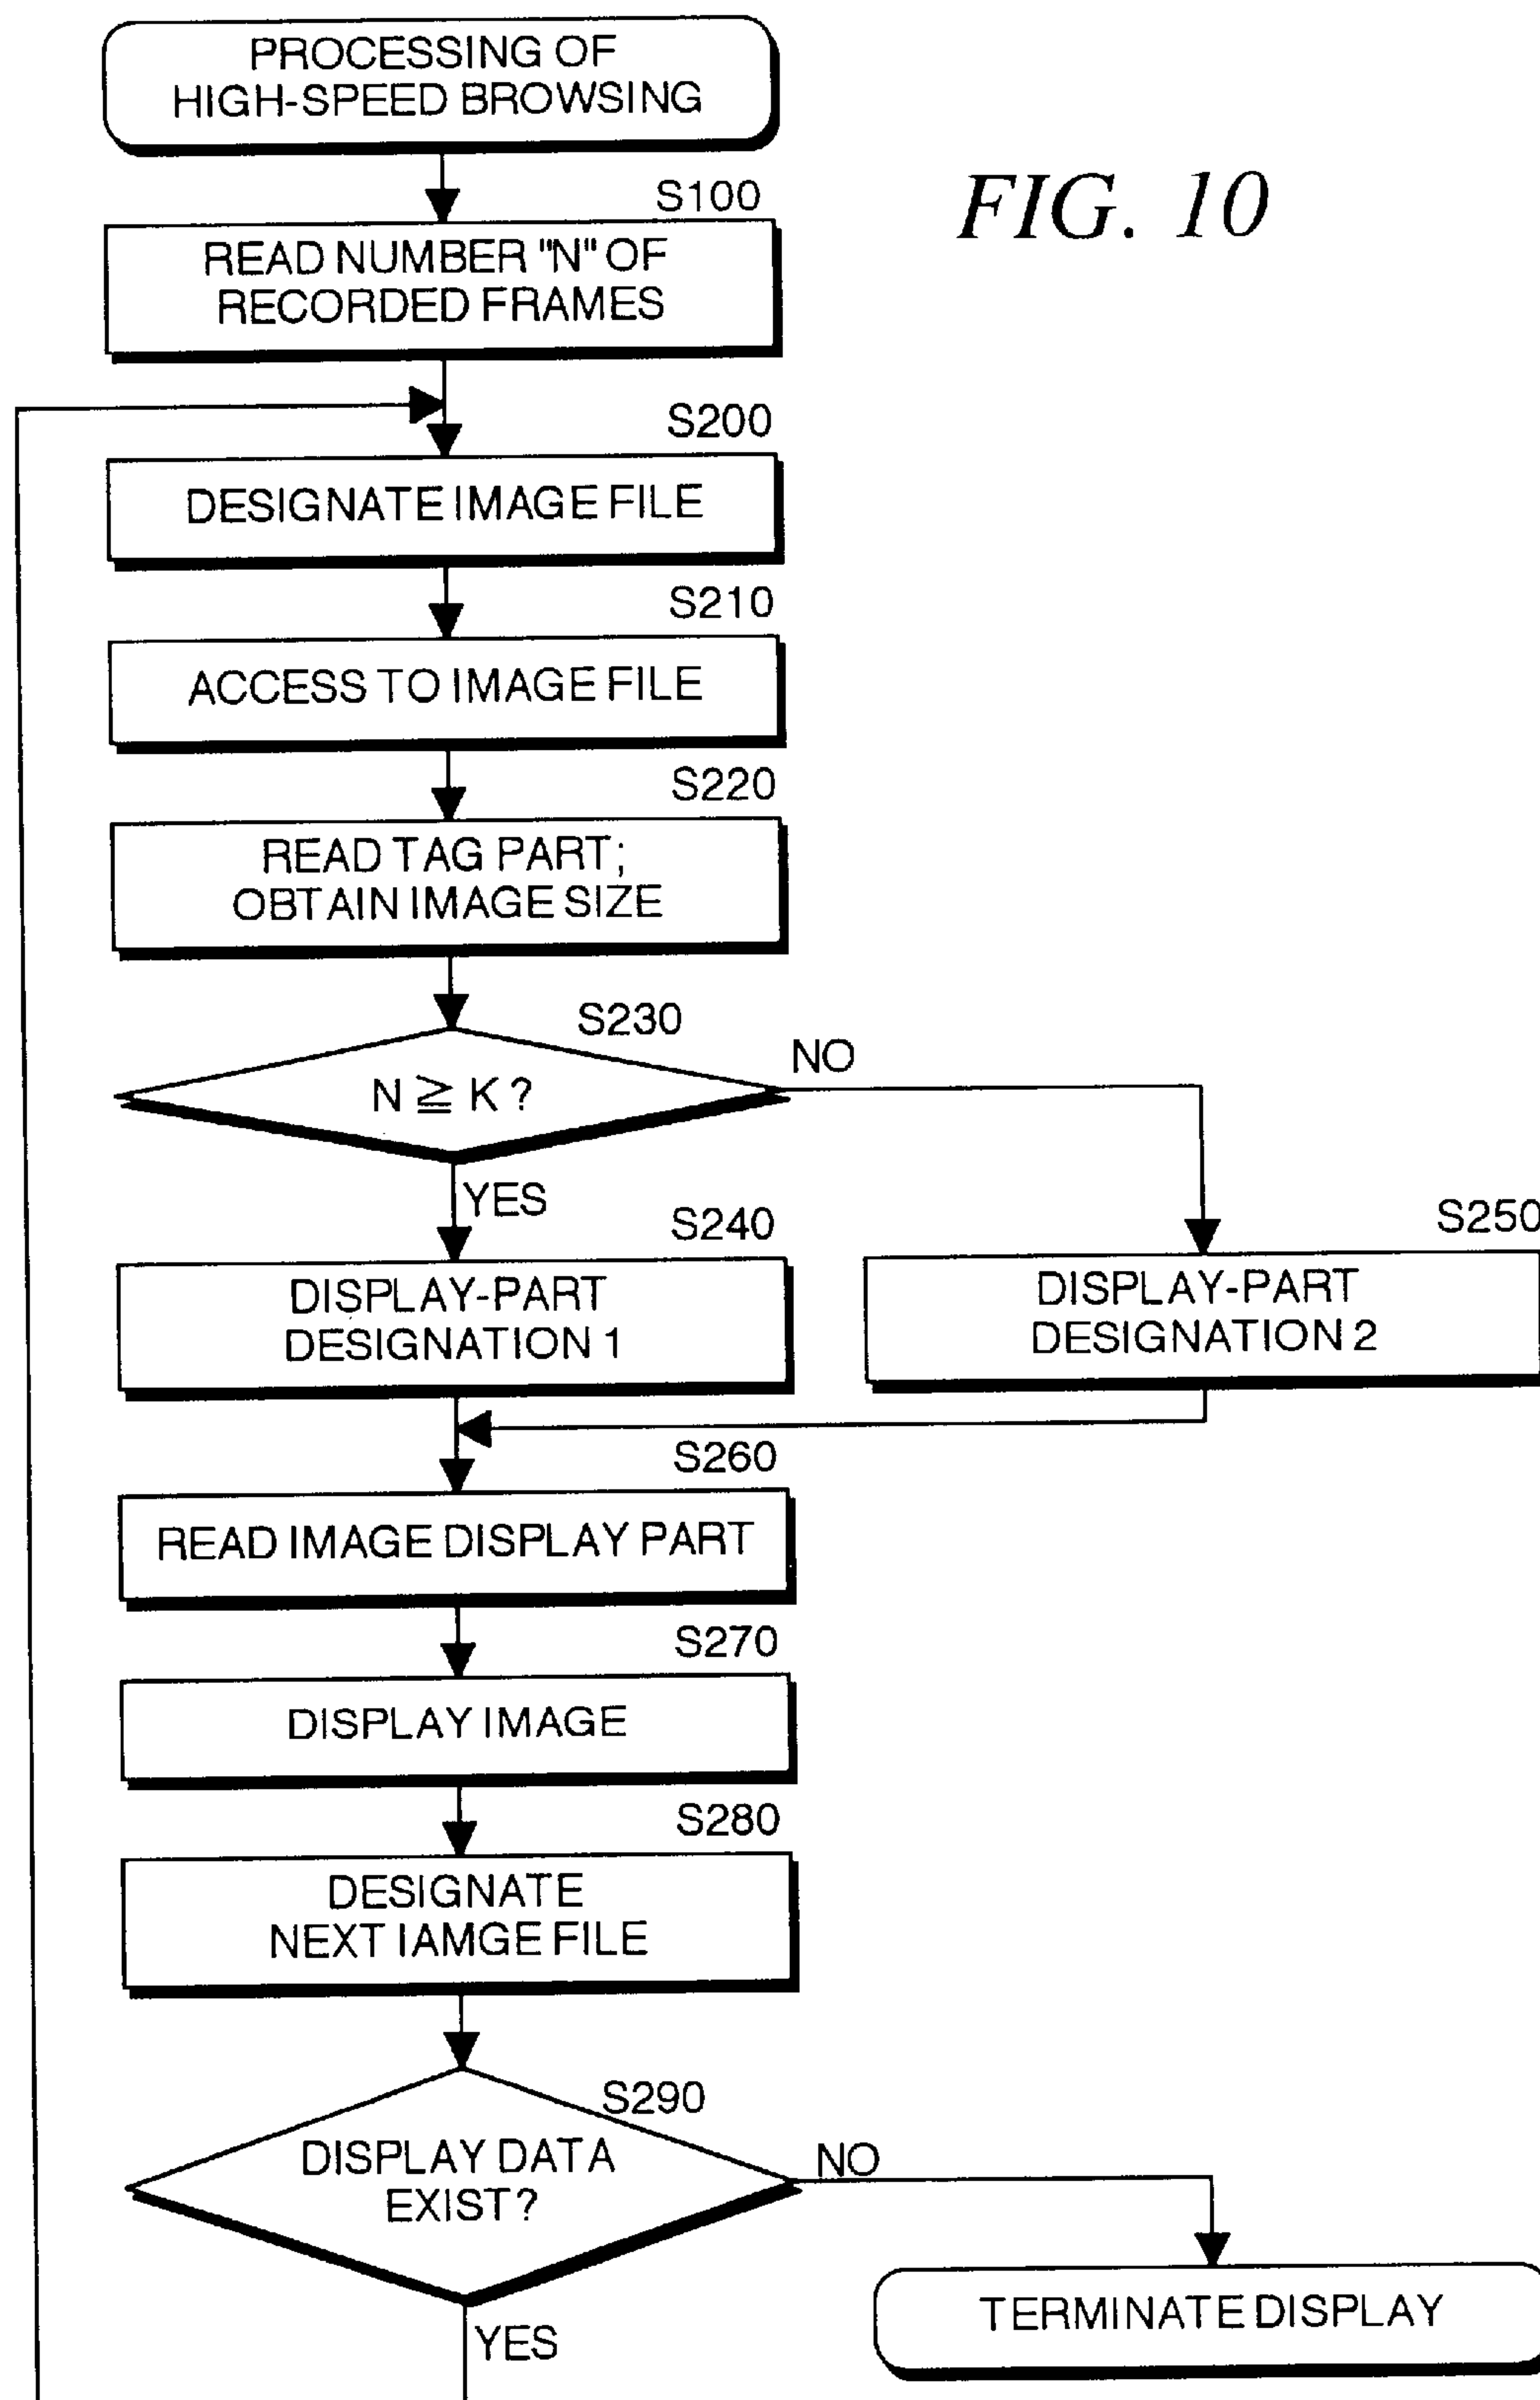 PROCESSING OF
HIGH-SPEED BROWSING
FIG. 10
S100
READ NUMBER "N" OF
RECORDED FRAMES
S200
DESIGNATE IMAGE FILE
S210
ACCESS TO IMAGE FILE
S220
READ TAG PART;
OBTAIN IMAGE SIZE
S230
N ≧ K ?
NO
YES
S240
DISPLAY-PART
DESIGNATION 1
S250
DISPLAY-PART
DESIGNATION 2
S260
READ IMAGE DISPLAY PART
S270
DISPLAY IMAGE
S280
DESIGNATE
NEXT IAMGE FILE
S290
DISPLAY DATA
EXIST?
NO
YES
TERMINATE DISPLAY